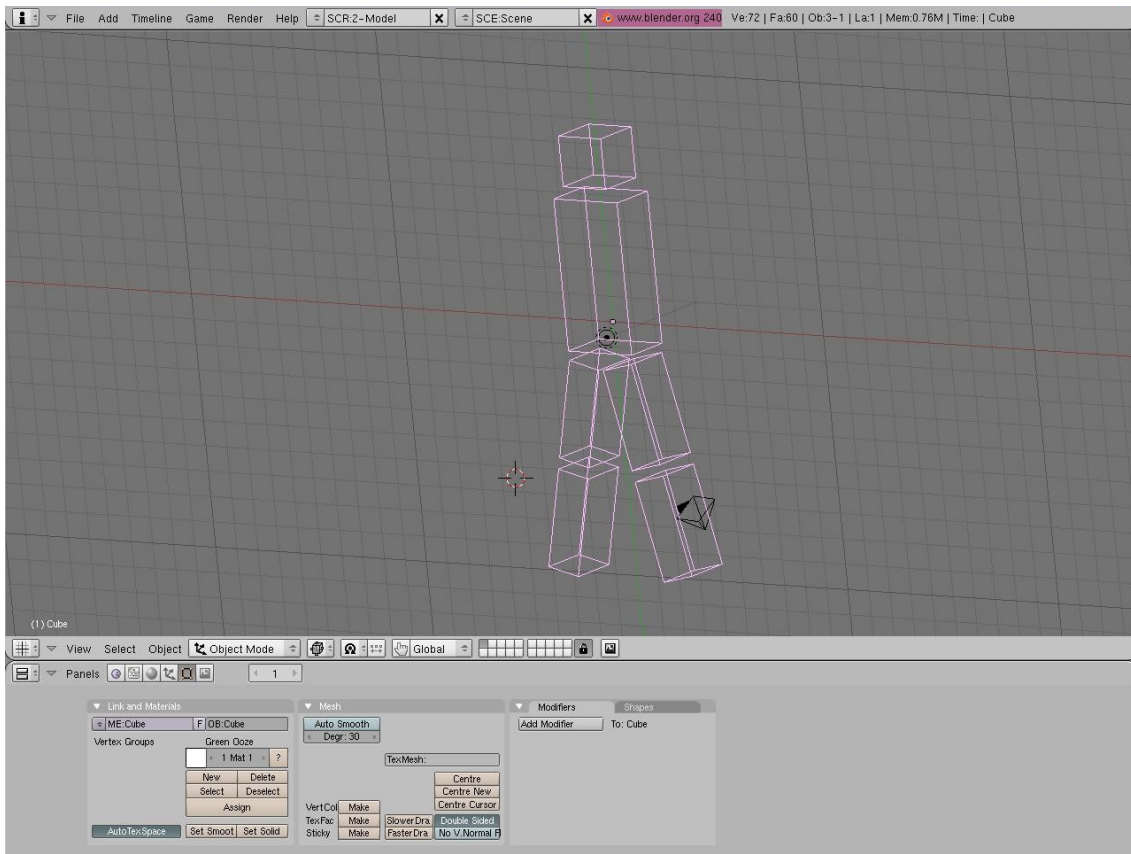 File Add Timeline Game Render Help SCR:2-Model SCE:Scene www.blender.org 240 Ve:72 | Fa:60 | Ob:3-1 | La:1 | Mem:0.76M | Time: | Cube
(1) Cube
View Select Object Object Mode Global
Panels 1
Link and Materials Mesh Modifiers Shapes
ME:Cube F OB:Cube Auto Smooth Add Modifier To: Cube
Degr: 30
Vertex Groups Green Ooze
1 Mat 1 ? TexMesh:
New Delete Centre
Select Deselect Centre New
Assign VertCol Make Centre Cursor
TexFac Make SlowerDra Double Sided
AutoTexSpace Set Smoot Set Solid Sticky Make FasterDra No V.Normal F